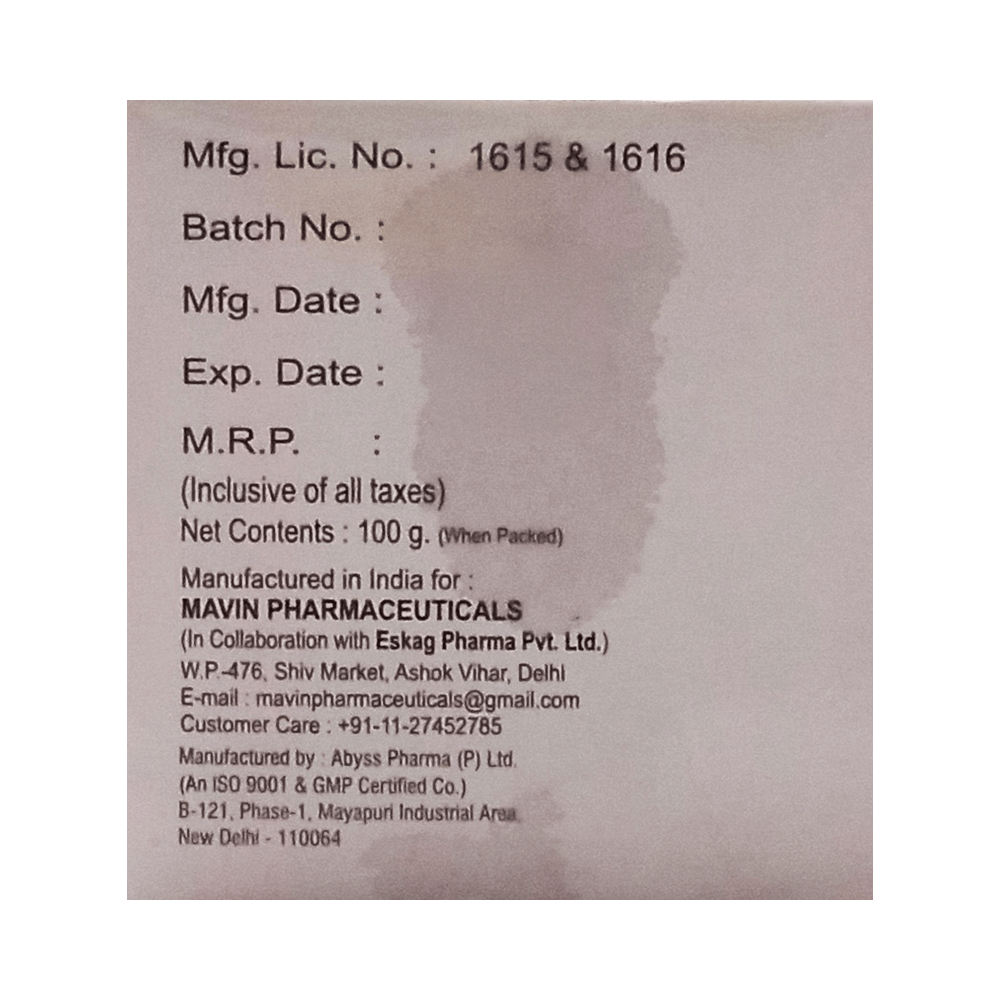 Mfg. Lic. No. : 1615 & 1616
Batch No. :
Mfg. Date :
Exp. Date :
M.R.P. :
(Inclusive of all taxes)
Net Contents : 100 g. (When Packed)
Manufactured in India for :
MAVIN PHARMACEUTICALS
(In Collaboration with Eskag Pharma Pvt. Ltd.)
W.P.-476, Shiv Market, Ashok Vihar, Delhi
E-mail : mavinpharmaceuticals@gmail.com
Customer Care : +91-11-27452785
Manufactured by : Abyss Pharma (P) Ltd.
(An ISO 9001 & GMP Certified Co.)
B-121, Phase-1, Mayapuri Industrial Area,
New Delhi - 110064